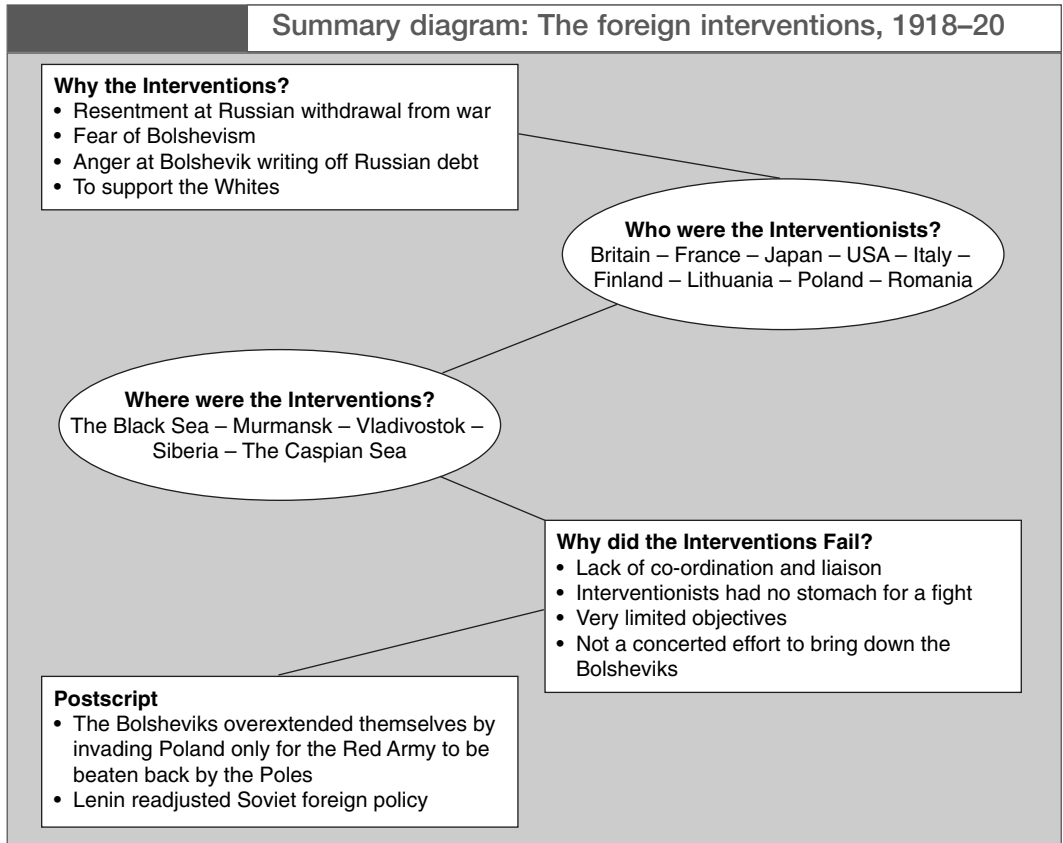 Summary diagram: The foreign interventions, 1918–20
Why the Interventions?
• Resentment at Russian withdrawal from war
• Fear of Bolshevism
• Anger at Bolshevik writing off Russian debt
• To support the Whites
Who were the Interventionists?
Britain – France – Japan – USA – Italy –
Finland – Lithuania – Poland – Romania
Where were the Interventions?
The Black Sea – Murmansk – Vladivostok –
Siberia – The Caspian Sea
Why did the Interventions Fail?
• Lack of co-ordination and liaison
• Interventionists had no stomach for a fight
• Very limited objectives
• Not a concerted effort to bring down the
Bolsheviks
Postscript
• The Bolsheviks overextended themselves by
invading Poland only for the Red Army to be
beaten back by the Poles
• Lenin readjusted Soviet foreign policy